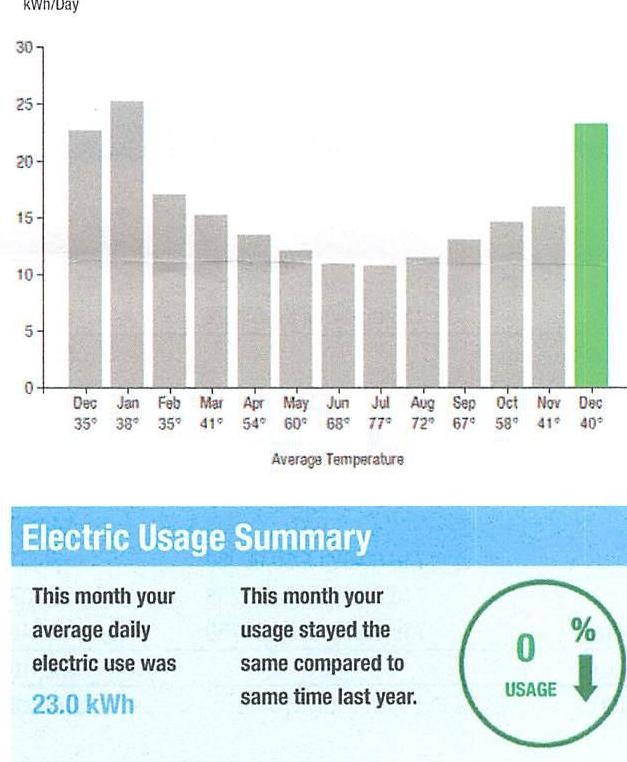 kWh/Day
30
25
20
15
10
5
0
Dec Jan Feb Mar Apr May Jun Jul Aug Sep Oct Nov Dec
35° 38° 35° 41° 54° 60° 68° 77° 72° 67° 58° 41° 40°
Average Temperature
Electric Usage Summary
This month your
average daily
electric use was
23.0 kWh
This month your
usage stayed the
same compared to
same time last year.
0 %
USAGE